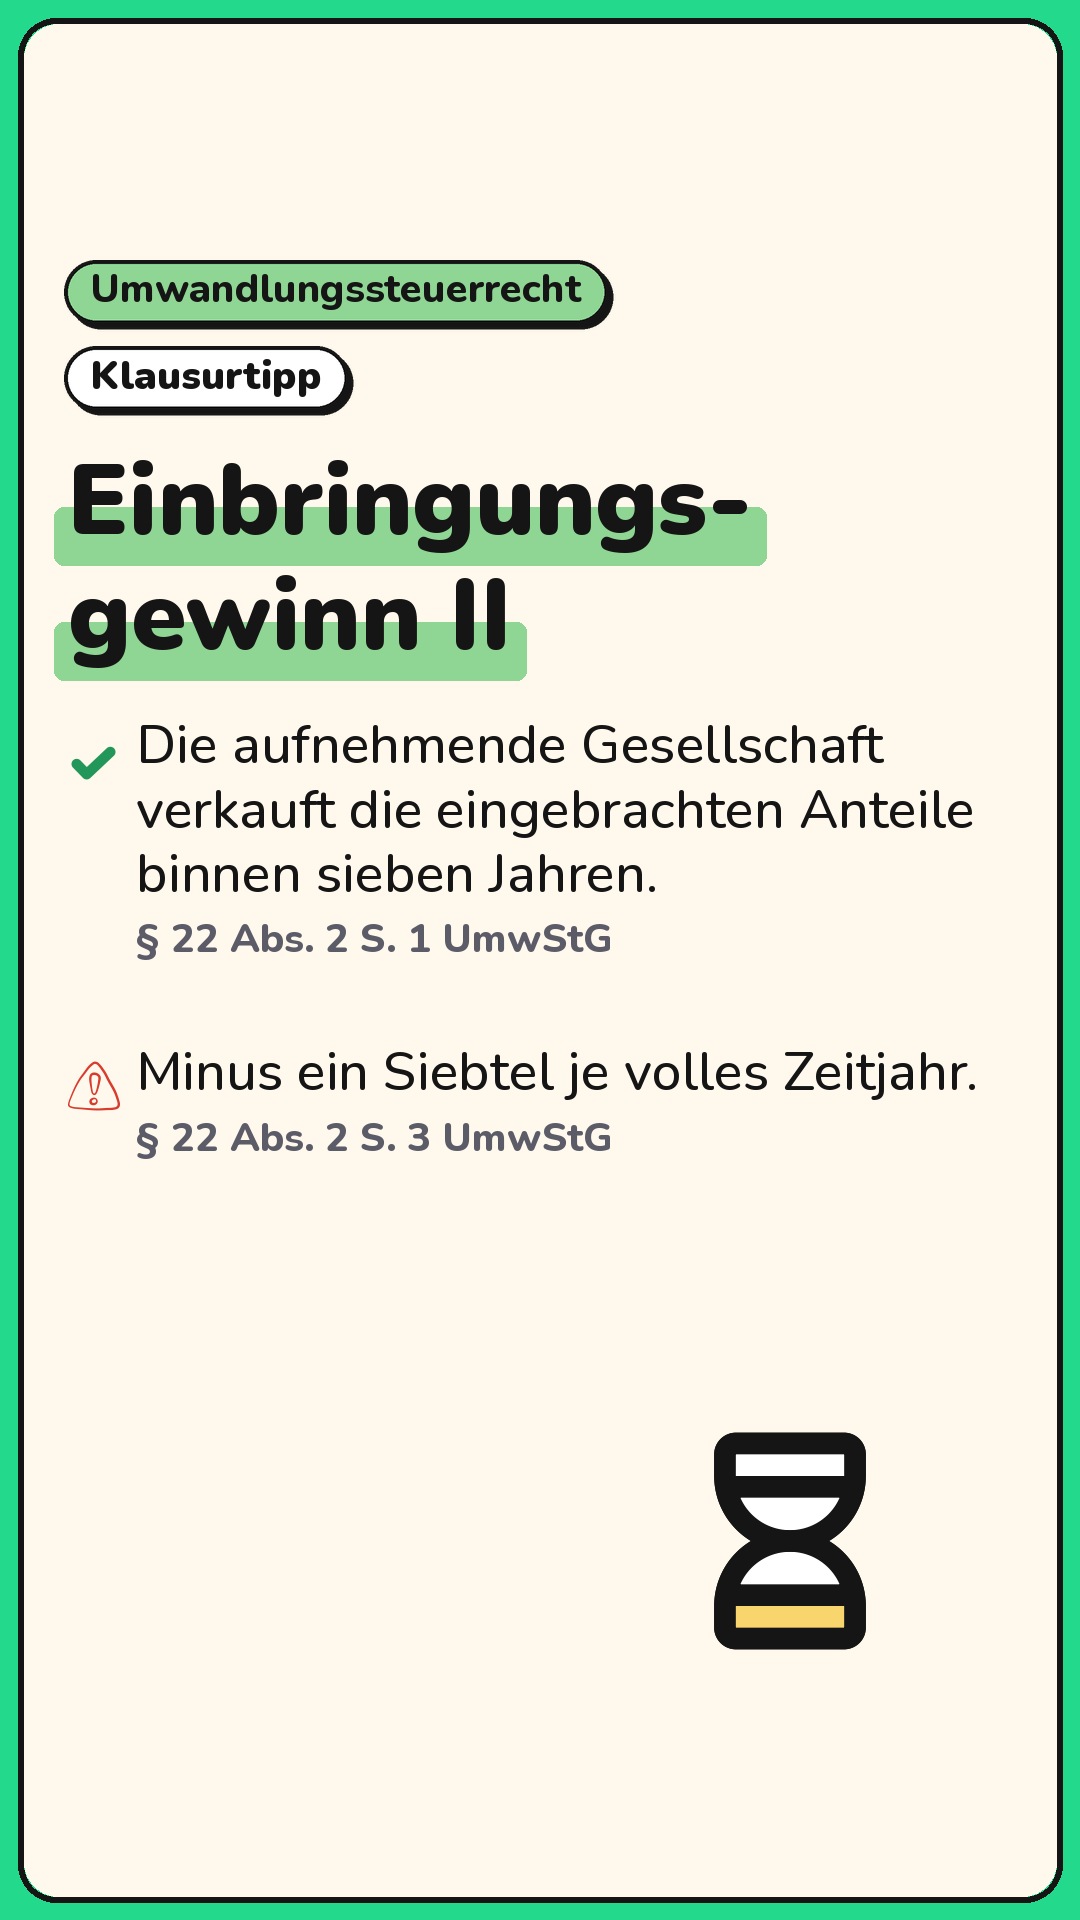 Umwandlungssteuerrecht
Klausurtipp
Einbringungs-
gewinn II
Die aufnehmende Gesellschaft
verkauft die eingebrachten Anteile
binnen sieben Jahren.
§ 22 Abs. 2 S. 1 UmwStG
Minus ein Siebtel je volles Zeitjahr.
§ 22 Abs. 2 S. 3 UmwStG